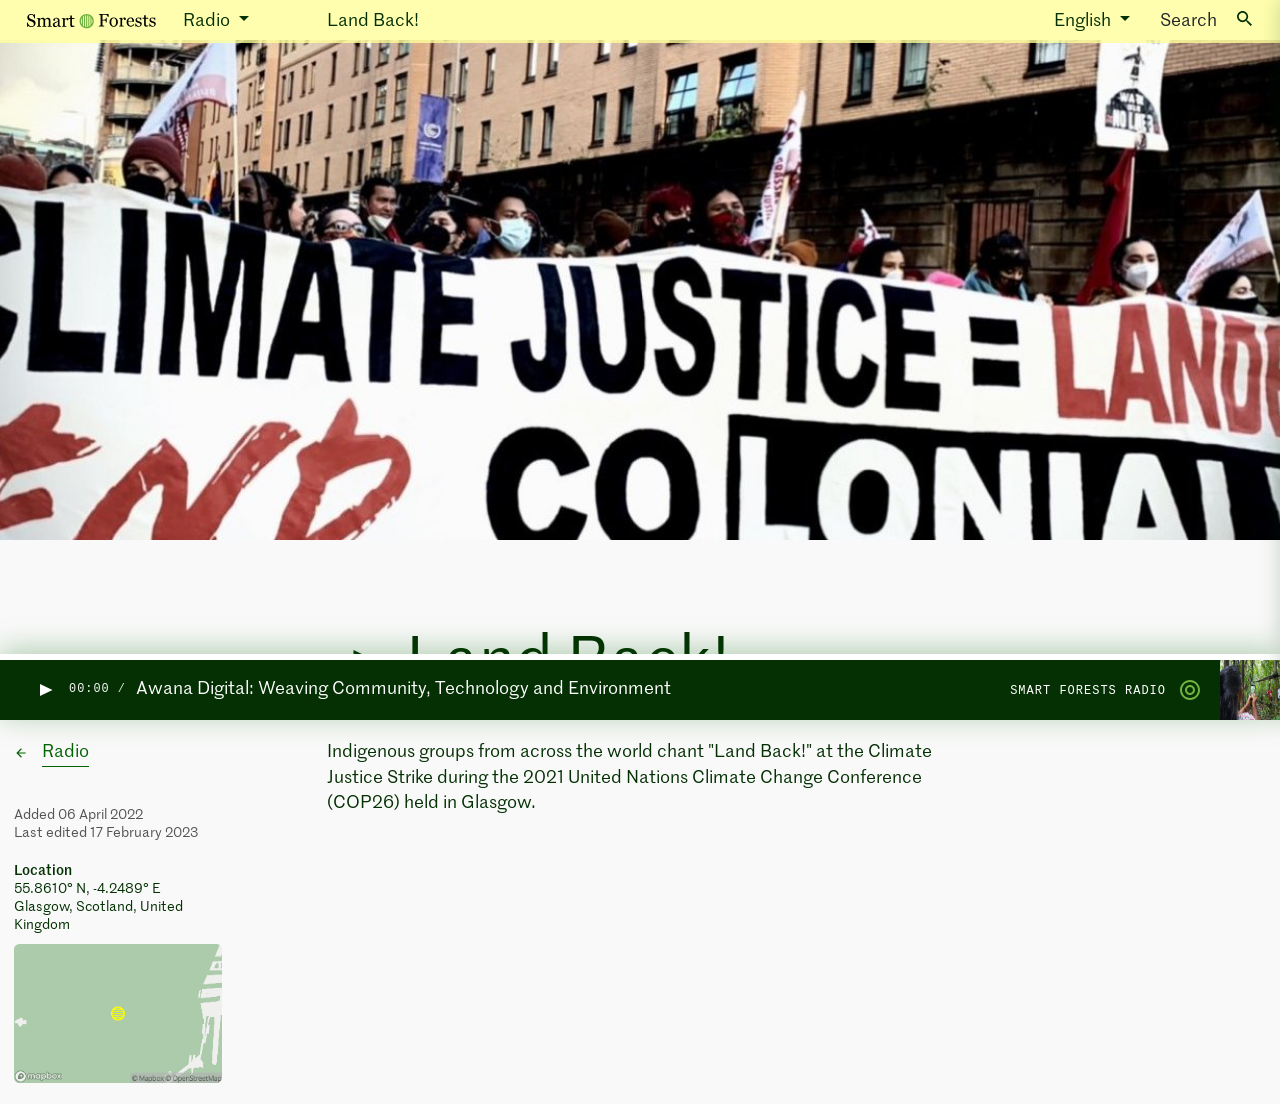 Smart Forests
Radio
Land Back!
English
Search
CLIMATE JUSTICE = LAND
END COLONIAL
Land Back!
00:00 /
Awana Digital: Weaving Community, Technology and Environment
SMART FORESTS RADIO
Radio
Indigenous groups from across the world chant "Land Back!" at the Climate
Justice Strike during the 2021 United Nations Climate Change Conference
(COP26) held in Glasgow.
Added 06 April 2022
Last edited 17 February 2023
Location
55.8610° N, -4.2489° E
Glasgow, Scotland, United
Kingdom
mapbox
© Mapbox © OpenStreetMap